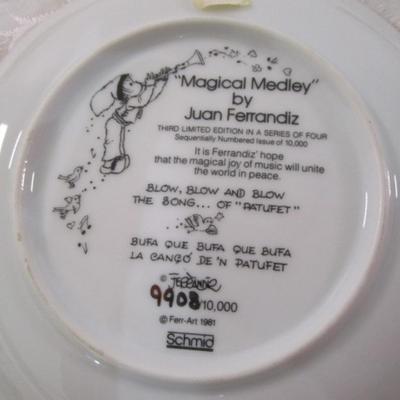 "Magical Medley"
by
Juan Ferrandiz
THIRD LIMITED EDITION IN A SERIES OF FOUR
Sequentially Numbered Issue of 10,000
It is Ferrandiz' hope
that the magical joy of music will unite
the world in peace.
BLOW, BLOW AND BLOW
THE SONG... OF "PATUFET"
BUFA QUE BUFA QUE BUFA
LA CANÇÓ DE'N PATUFET
© FERRANDIZ
9908/10,000
© Ferr-Art 1981
Schmid